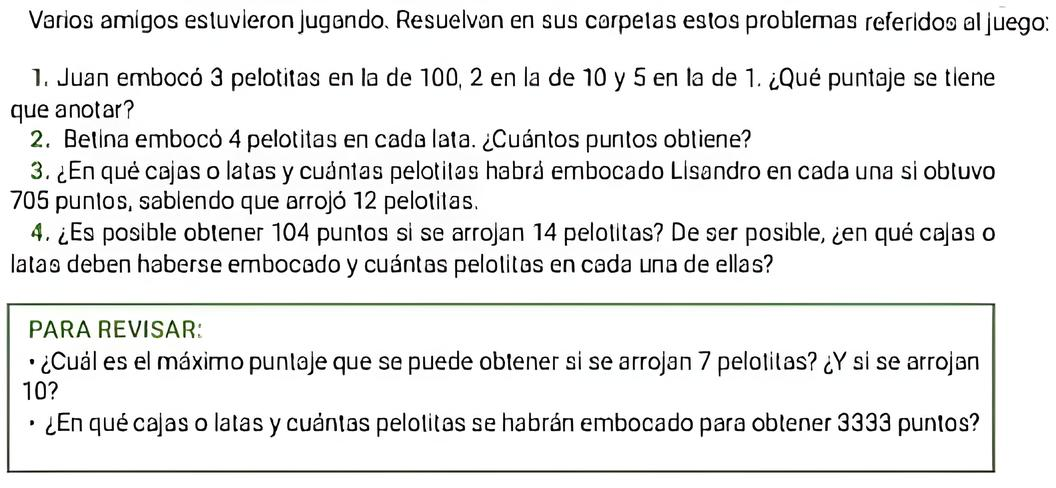 Varios amigos estuvieron jugando. Resuelvan en sus carpetas estos problemas referidos al juego:
1. Juan embocó 3 pelotitas en la de 100, 2 en la de 10 y 5 en la de 1. ¿Qué puntaje se tiene
que anotar?
2. Betina embocó 4 pelotitas en cada lata. ¿Cuántos puntos obtiene?
3. ¿En qué cajas o latas y cuántas pelotitas habrá embocado Lisandro en cada una si obtuvo
705 puntos, sabiendo que arrojó 12 pelotitas.
4. ¿Es posible obtener 104 puntos si se arrojan 14 pelotitas? De ser posible, ¿en qué cajas o
latas deben haberse embocado y cuántas pelotitas en cada una de ellas?
PARA REVISAR:
• ¿Cuál es el máximo puntaje que se puede obtener si se arrojan 7 pelotitas? ¿Y si se arrojan
10?
• ¿En qué cajas o latas y cuántas pelotitas se habrán embocado para obtener 3333 puntos?